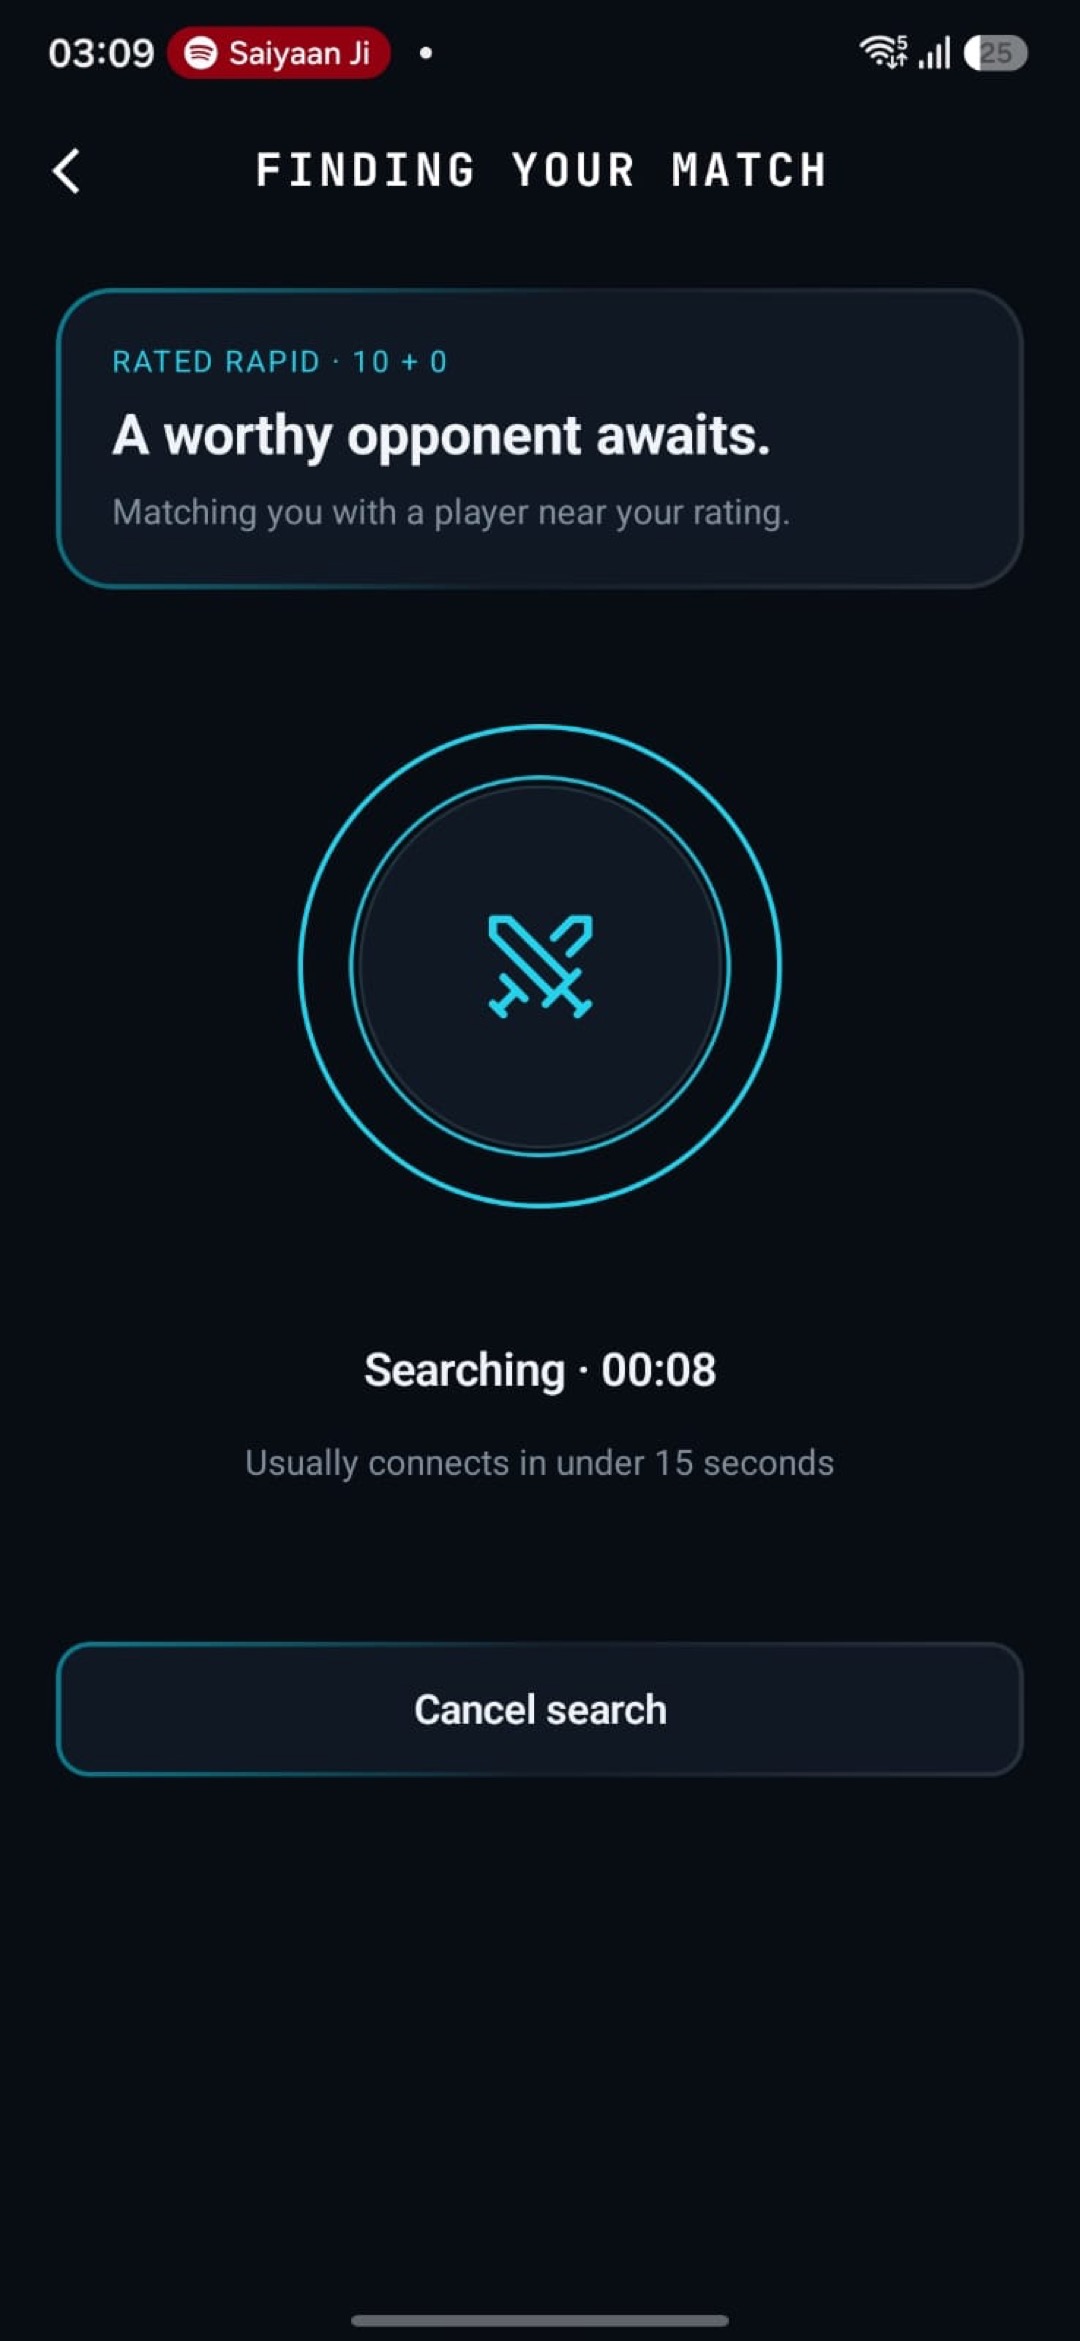 03:09 Saiyaan Ji
5
25
FINDING YOUR MATCH
RATED RAPID · 10 + 0
A worthy opponent awaits.
Matching you with a player near your rating.
Searching · 00:08
Usually connects in under 15 seconds
Cancel search